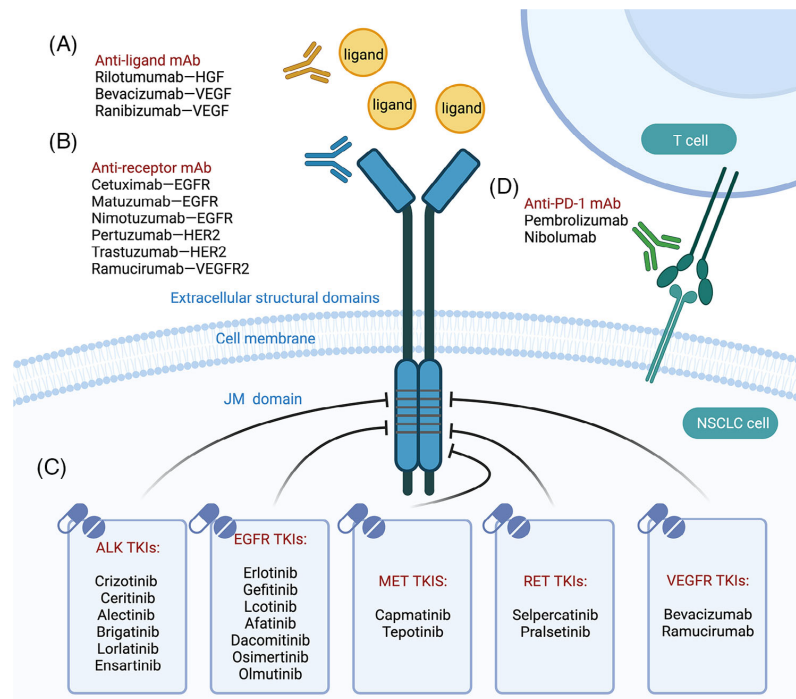 (A)
Anti-ligand mAb
Rilotumumab—HGF
Bevacizumab—VEGF
Ranibizumab—VEGF
ligand
ligand
ligand
T cell
(B)
Anti-receptor mAb
Cetuximab—EGFR
Matuzumab—EGFR
Nimotuzumab—EGFR
Pertuzumab—HER2
Trastuzumab—HER2
Ramucirumab—VEGFR2
(D)
Anti-PD-1 mAb
Pembrolizumab
Nibolumab
Extracellular structural domains
Cell membrane
JM domain
NSCLC cell
(C)
ALK TKIs:
Crizotinib
Ceritinib
Alectinib
Brigatinib
Lorlatinib
Ensartinib
EGFR TKIs:
Erlotinib
Gefitinib
Lcotinib
Afatinib
Dacomitinib
Osimertinib
Olmutinib
MET TKIS:
Capmatinib
Tepotinib
RET TKIs:
Selpercatinib
Pralsetinib
VEGFR TKIs:
Bevacizumab
Ramucirumab